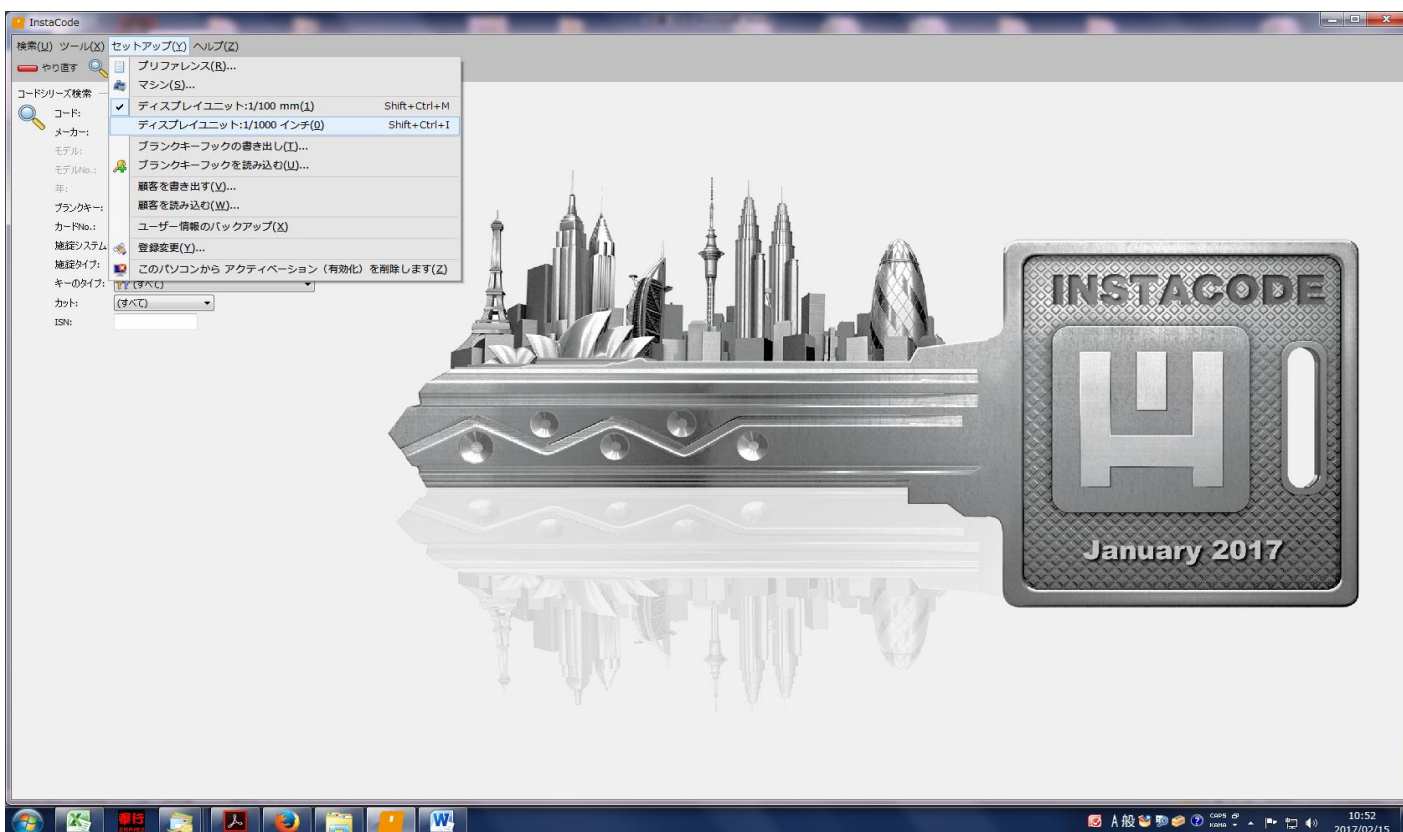 InstaCode
検索(U) ツール(X) セットアップ(Y) ヘルプ(Z)
やり直す
プリファレンス(R)...
マシン(S)...
ディスプレイユニット:1/100 mm(1) Shift+Ctrl+M
ディスプレイユニット:1/1000 インチ(0) Shift+Ctrl+I
ブランクキーフックの書き出し(T)...
ブランクキーフックを読み込む(U)...
顧客を書き出す(V)...
顧客を読み込む(W)...
ユーザー情報のバックアップ(X)
登録変更(Y)...
このパソコンから アクティベーション（有効化）を削除します(Z)
コードシリーズ検索
コード:
メーカー:
モデル:
モデルNo.:
年:
ブランクキー:
カードNo.:
施錠システム
施錠タイプ:
キーのタイプ: (すべて)
カット: (すべて)
ISN:
INSTACODE
January 2017
奉行
A 般
CAPS
KANA
10:52
2017/02/15